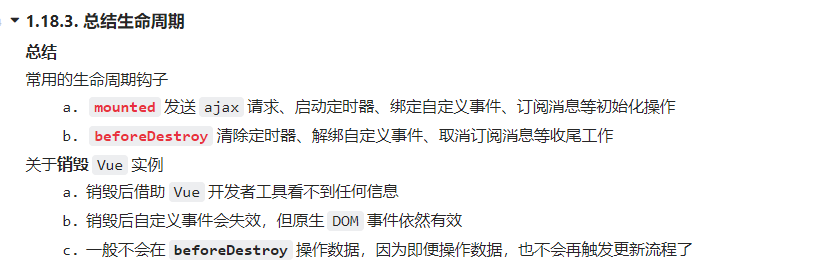 1.18.3. 总结生命周期
总结
常用的生命周期钩子
a. mounted 发送 ajax 请求、启动定时器、绑定自定义事件、订阅消息等初始化操作
b. beforeDestroy 清除定时器、解绑自定义事件、取消订阅消息等收尾工作
关于销毁 Vue 实例
a. 销毁后借助 Vue 开发者工具看不到任何信息
b. 销毁后自定义事件会失效，但原生 DOM 事件依然有效
c. 一般不会在 beforeDestroy 操作数据，因为即便操作数据，也不会再触发更新流程了